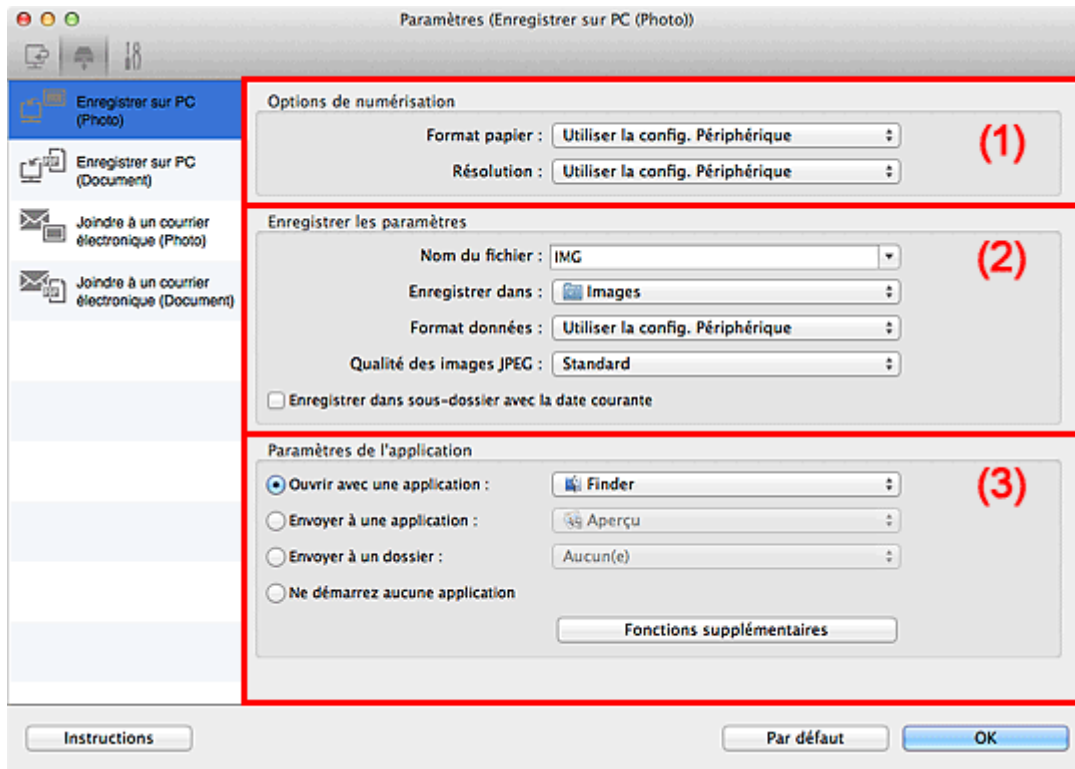 Paramètres (Enregistrer sur PC (Photo))
Enregistrer sur PC
(Photo)
Enregistrer sur PC
(Document)
Joindre à un courrier
électronique (Photo)
Joindre à un courrier
électronique (Document)
Options de numérisation
(1)
Format papier : Utiliser la config. Périphérique
Résolution : Utiliser la config. Périphérique
Enregistrer les paramètres
(2)
Nom du fichier : IMG
Enregistrer dans : Images
Format données : Utiliser la config. Périphérique
Qualité des images JPEG : Standard
Enregistrer dans sous-dossier avec la date courante
Paramètres de l'application
(3)
Ouvrir avec une application : Finder
Envoyer à une application : Aperçu
Envoyer à un dossier : Aucun(e)
Ne démarrez aucune application
Fonctions supplémentaires
Instructions
Par défaut
OK